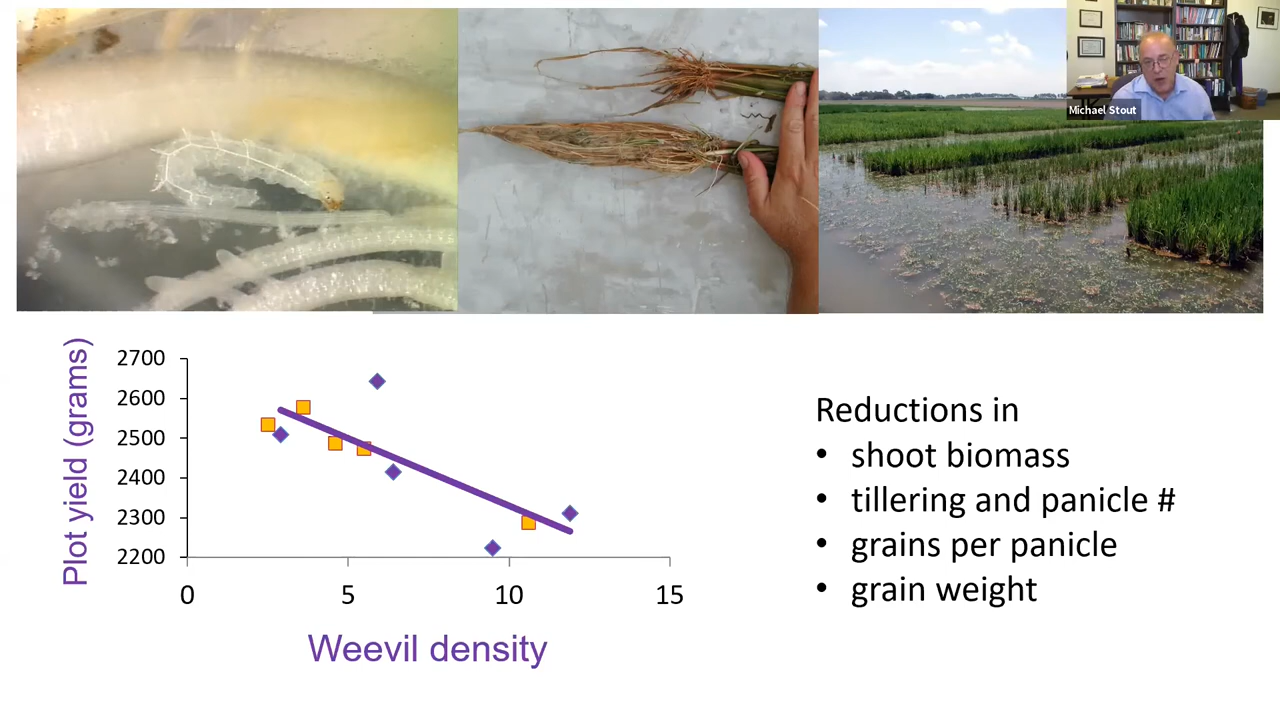 Michael Stout
Plot yield (grams)
2700
2600
2500
2400
2300
2200
0 5 10 15
Weevil density
Reductions in
• shoot biomass
• tillering and panicle #
• grains per panicle
• grain weight